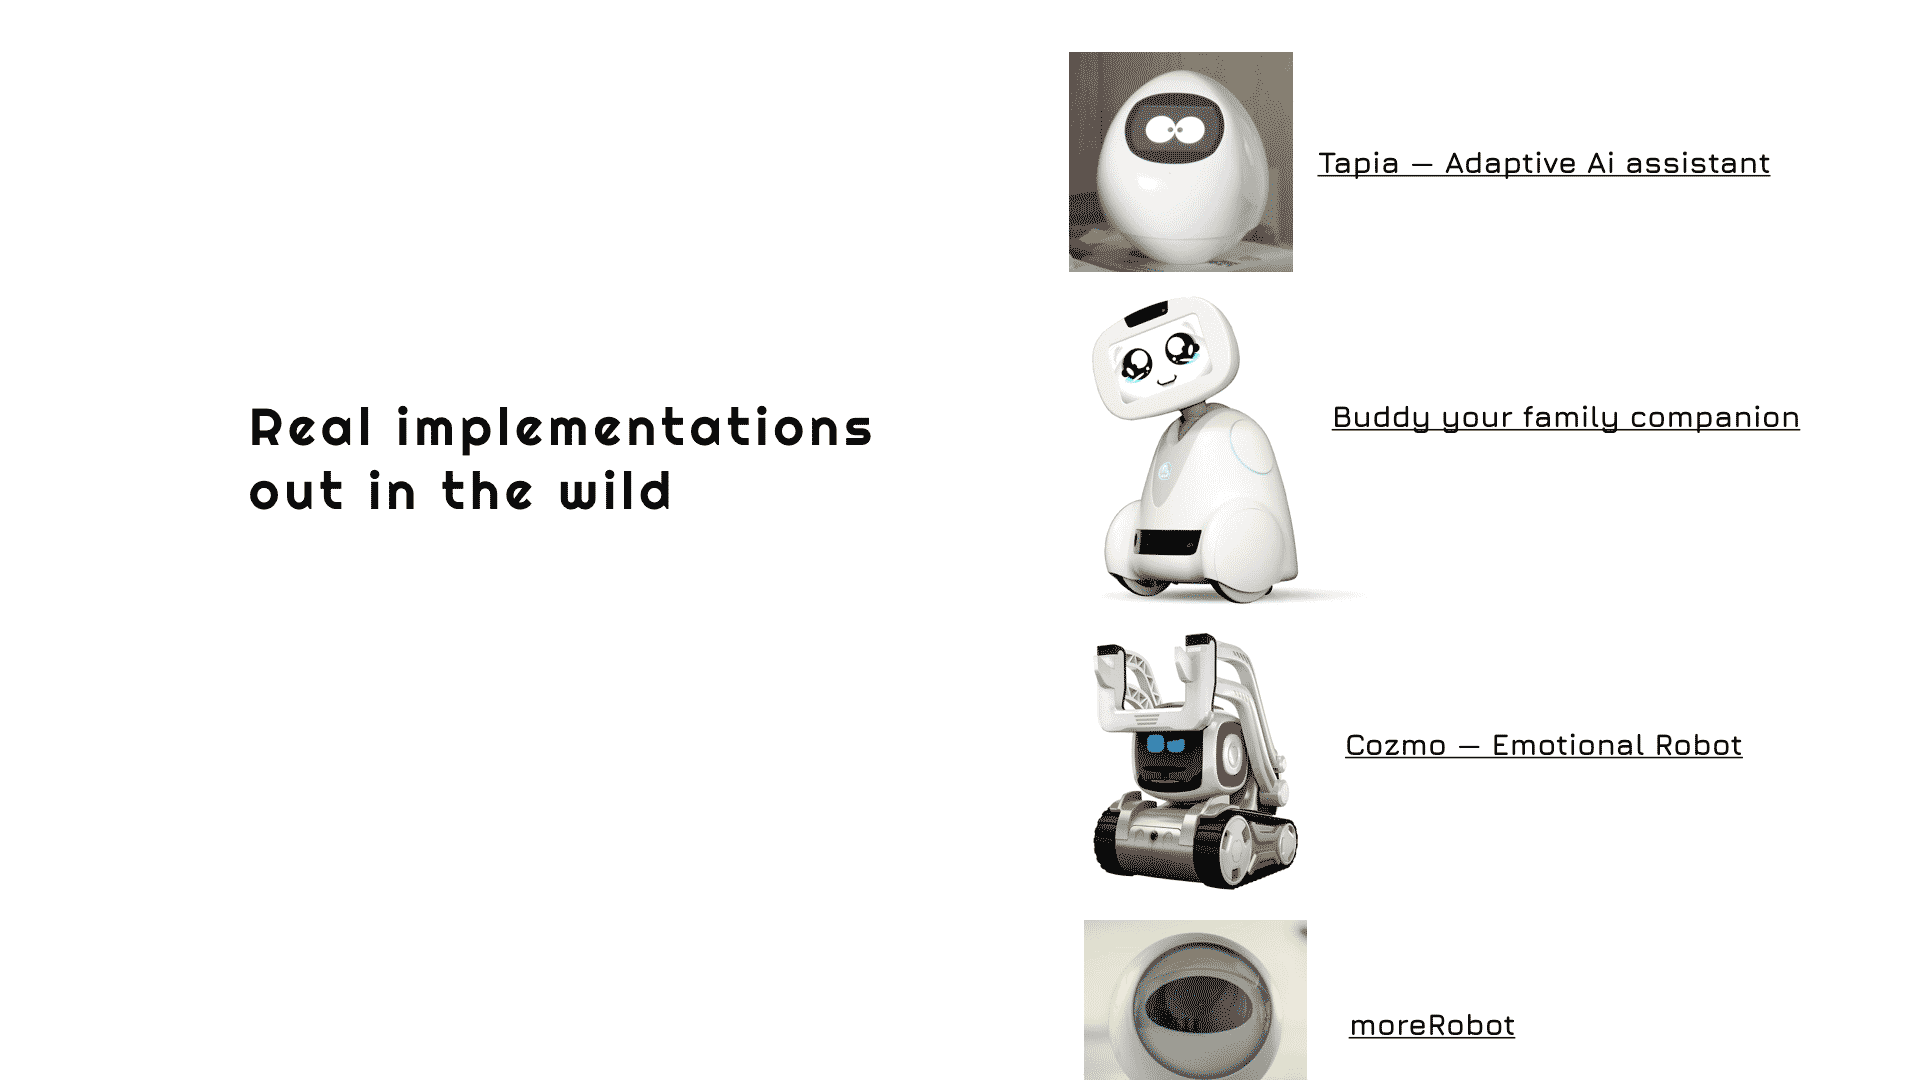 Real implementations
out in the wild
Tapia — Adaptive Ai assistant
Buddy your family companion
Cozmo — Emotional Robot
moreRobot